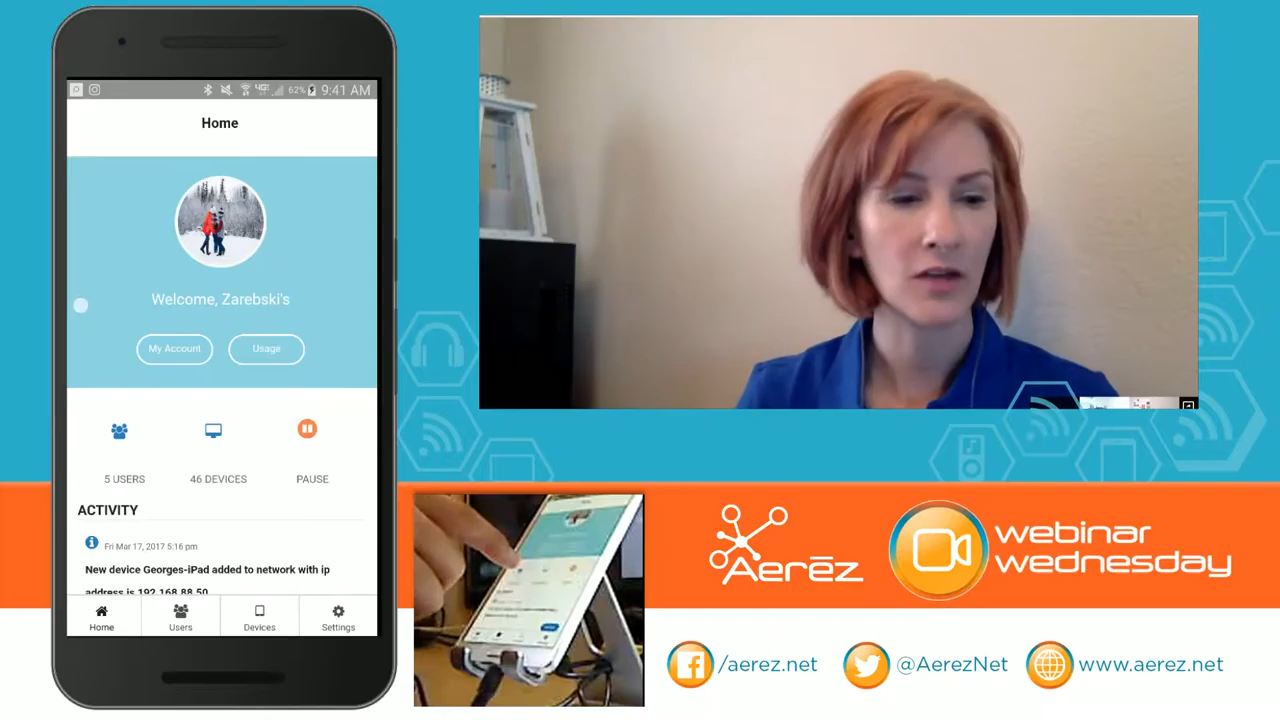 62% 9:41 AM
Home
Welcome, Zarebski's
My Account Usage
5 USERS 46 DEVICES PAUSE
ACTIVITY
Fri Mar 17, 2017 5:16 pm
New device Georges-iPad added to network with ip
address is 192.168.88.50
Home Users Devices Settings
Aerēz
webinar
wednesday
/aerez.net
@AerezNet
www.aerez.net